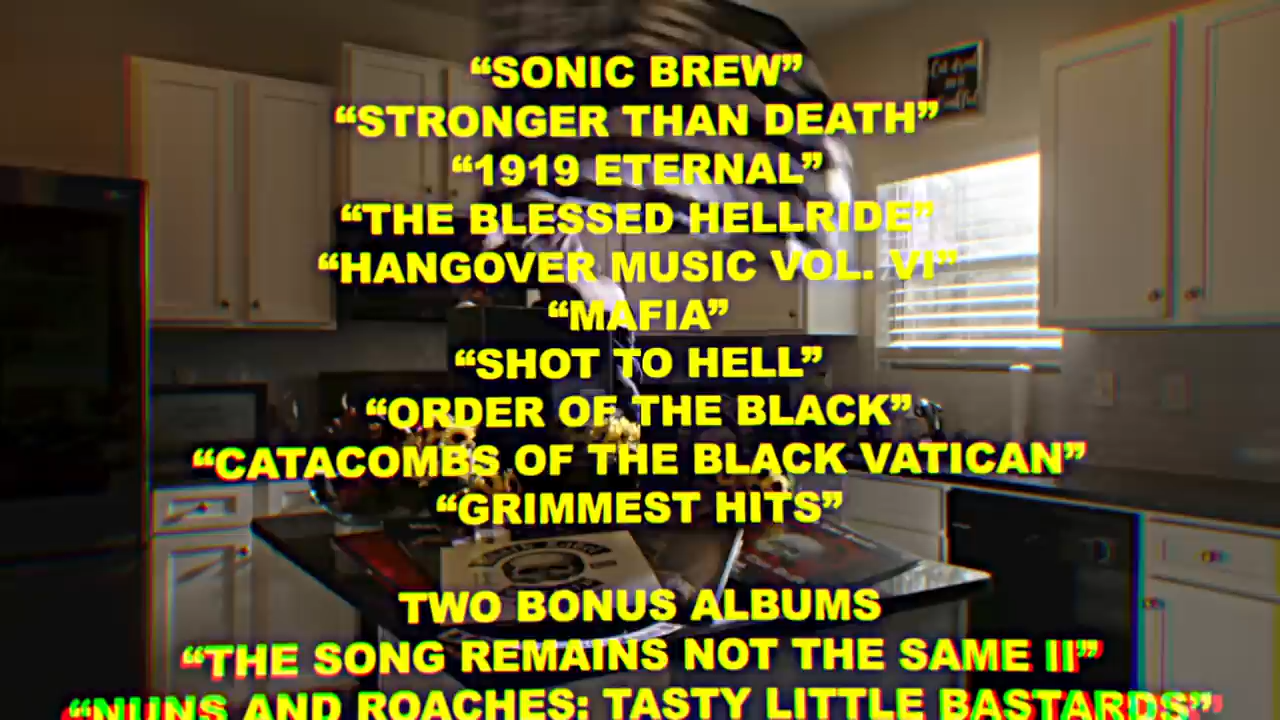 “SONIC BREW”
“STRONGER THAN DEATH”
“1919 ETERNAL”
“THE BLESSED HELLRIDE”
“HANGOVER MUSIC VOL. VI”
“MAFIA”
“SHOT TO HELL”
“ORDER OF THE BLACK”
“CATACOMBS OF THE BLACK VATICAN”
“GRIMMEST HITS”
TWO BONUS ALBUMS
“THE SONG REMAINS NOT THE SAME II”
“NUNS AND ROACHES: TASTY LITTLE BASTARDS”